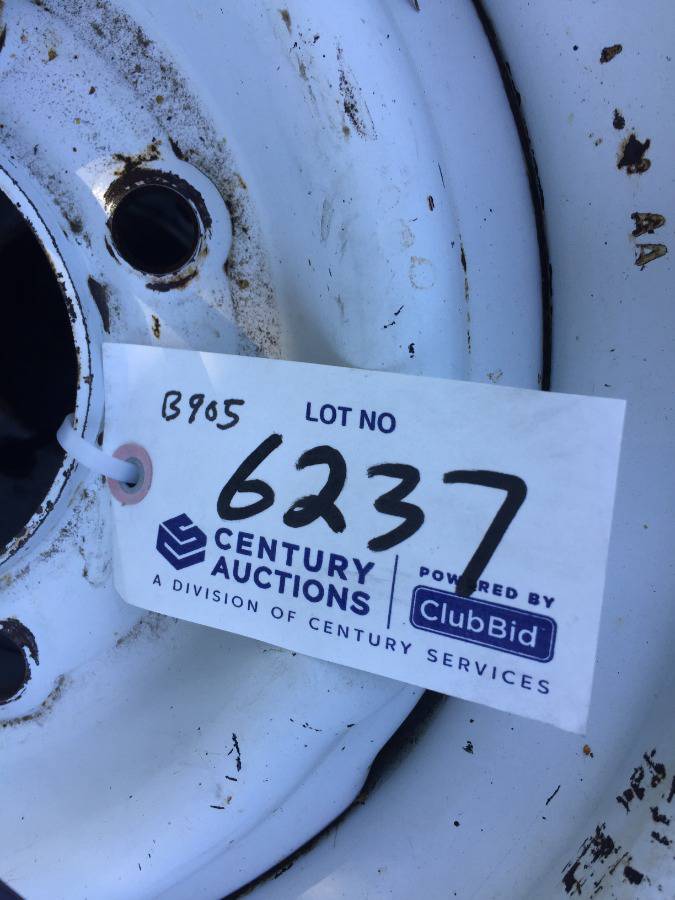 B905 LOT NO
6237
CENTURY
AUCTIONS
A DIVISION OF CENTURY SERVICES
POWERED BY
ClubBid